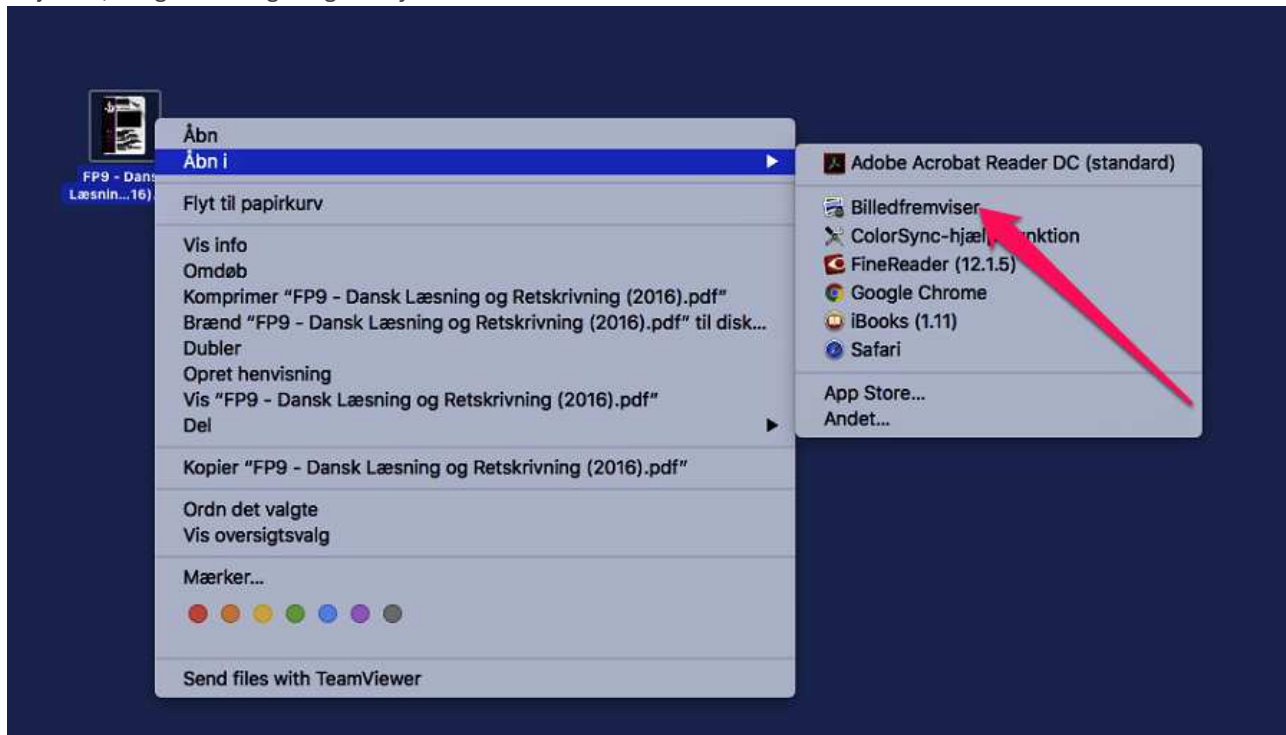 FP9 - Dans
Læsnin...16).
Åbn
Åbn i
Flyt til papirkurv
Vis info
Omdøb
Komprimer “FP9 - Dansk Læsning og Retskrivning (2016).pdf”
Brænd “FP9 - Dansk Læsning og Retskrivning (2016).pdf” til disk...
Dubler
Opret henvisning
Vis “FP9 - Dansk Læsning og Retskrivning (2016).pdf”
Del
Kopier “FP9 - Dansk Læsning og Retskrivning (2016).pdf”
Ordn det valgte
Vis oversigtsvalg
Mærker...
Send files with TeamViewer
Adobe Acrobat Reader DC (standard)
Billedfremviser
ColorSync-hjæl nktion
FineReader (12.1.5)
Google Chrome
iBooks (1.11)
Safari
App Store...
Andet...